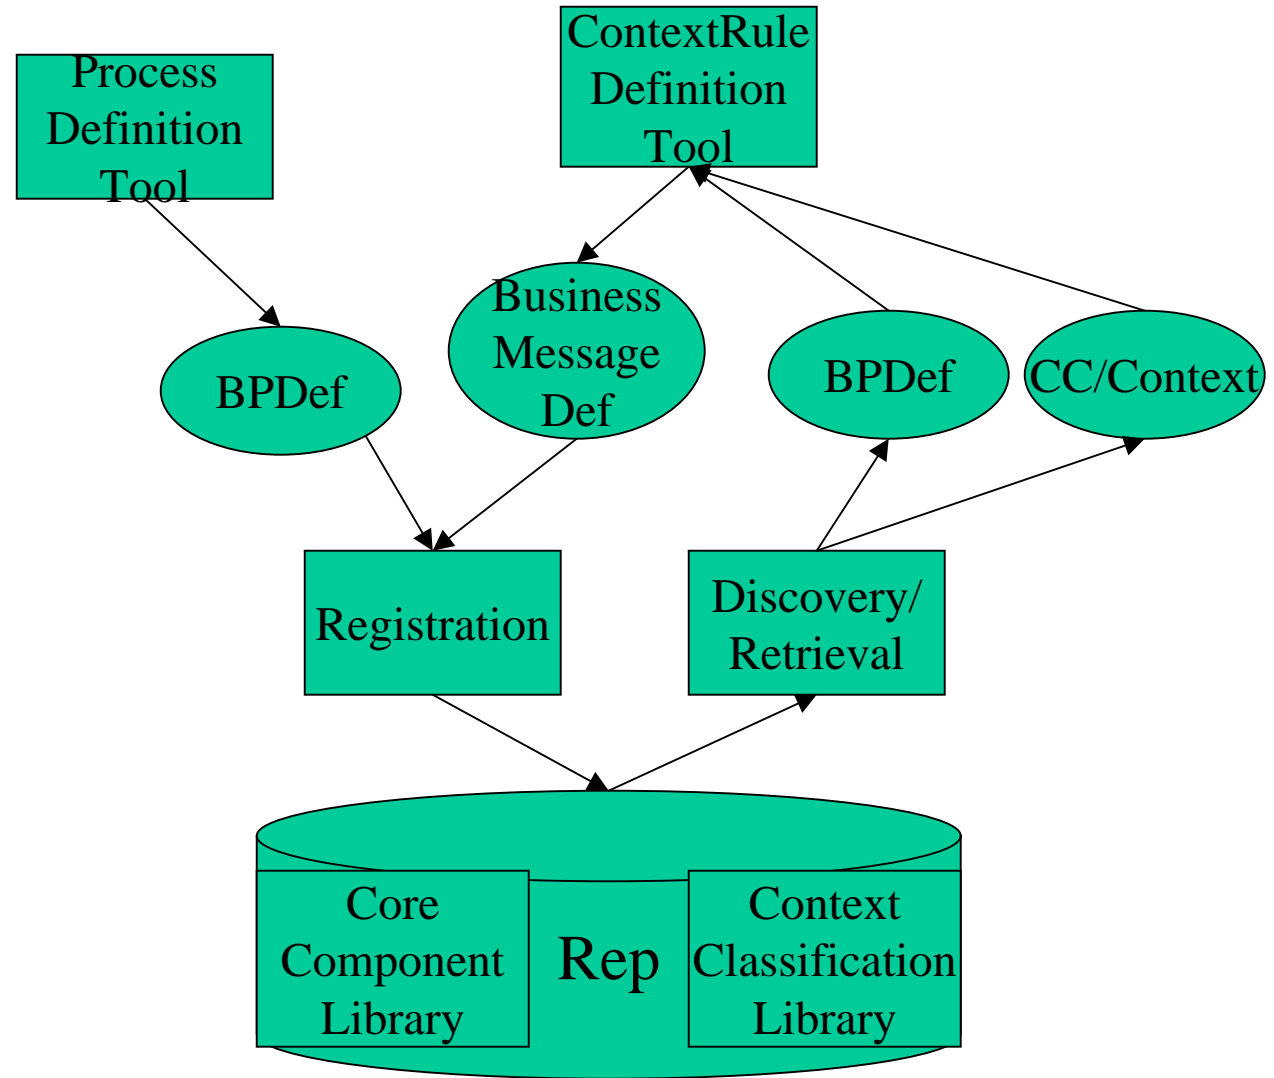 ContextRule
Definition
Tool
Process
Definition
Tool
Business
Message
Def
BPDef
BPDef
CC/Context
Registration
Discovery/
Retrieval
Core
Component
Library
Rep
Context
Classification
Library